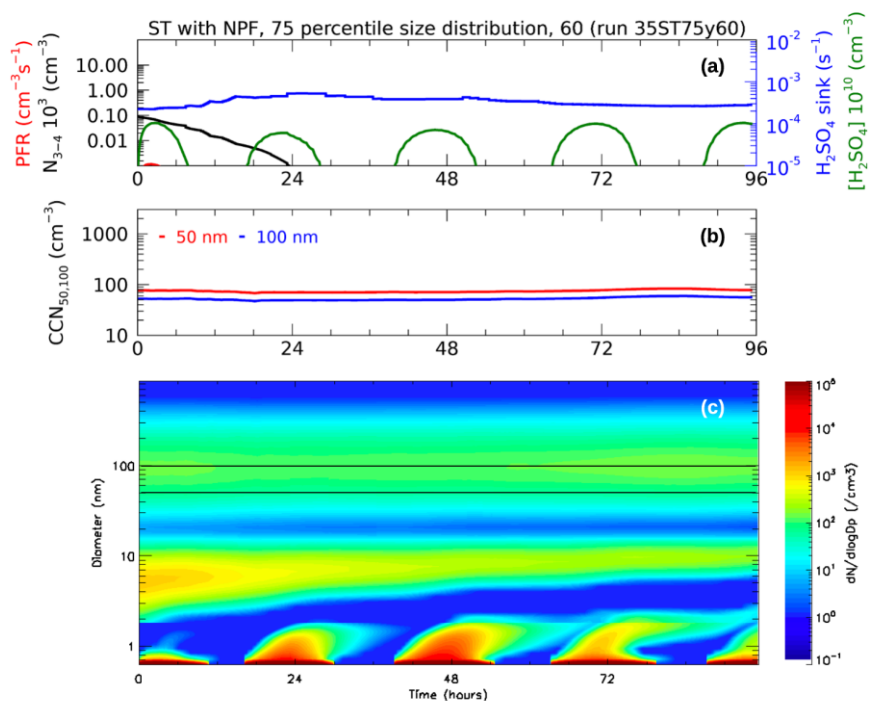 ST with NPF, 75 percentile size distribution, 60 (run 35ST75y60)
PFR (cm⁻³s⁻¹)
N₃₋₄ 10³ (cm⁻³)
10.00
1.00
0.10
0.01
(a)
10⁻²
10⁻³
10⁻⁴
10⁻⁵
H₂SO₄ sink (s⁻¹)
[H₂SO₄] 10¹⁰ (cm⁻³)
0 24 48 72 96
CCN₅₀,₁₀₀ (cm⁻³)
1000
100
10
50 nm 100 nm
(b)
0 24 48 72 96
Diameter (nm)
100
10
1
(c)
0 24 48 72
Time (hours)
10⁵
10⁴
10³
10²
10¹
10⁰
10⁻¹
dN/dlogDp (/cm3)